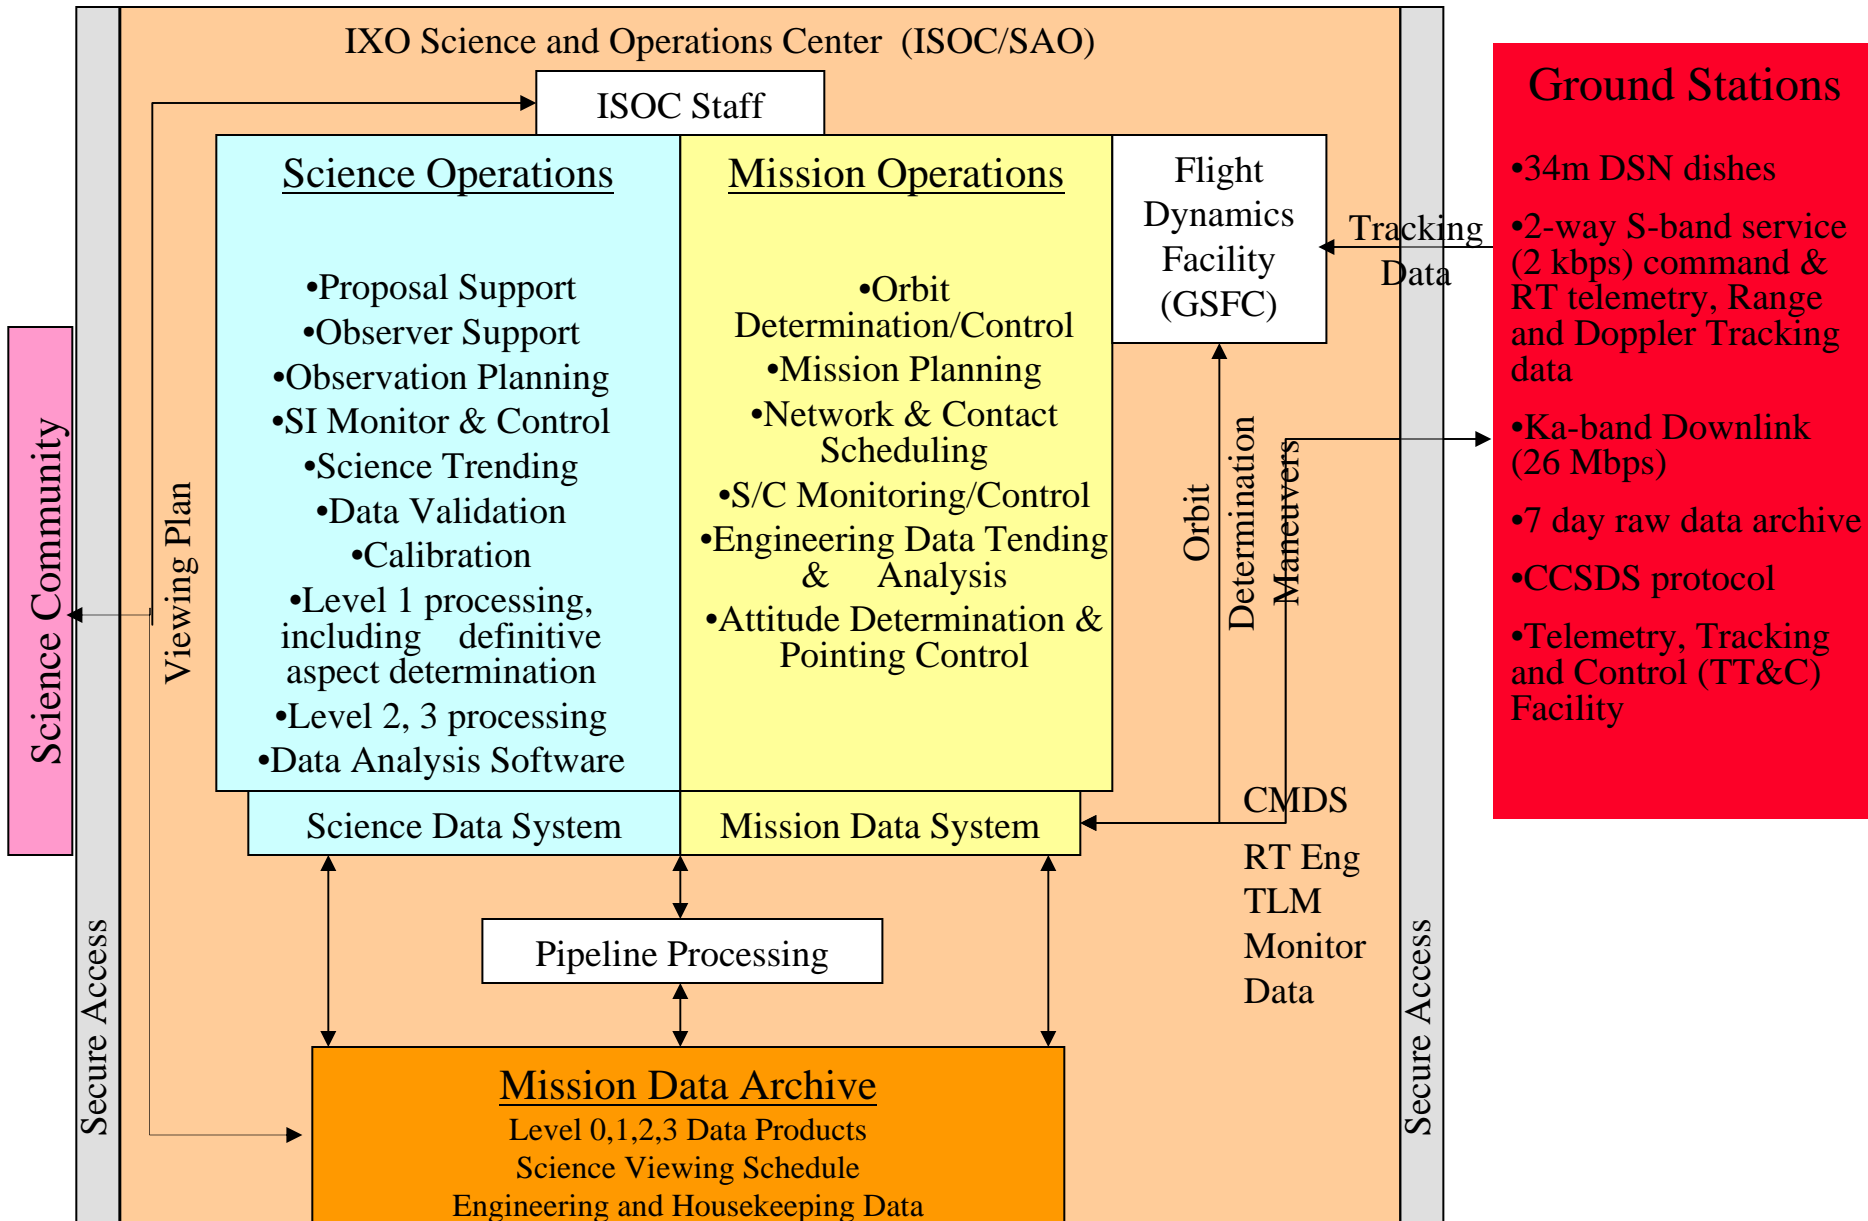 IXO Science and Operations Center (ISOC/SAO)
ISOC Staff
Science Community
Secure Access
Viewing Plan
Science Operations
•Proposal Support
•Observer Support
•Observation Planning
•SI Monitor & Control
•Science Trending
•Data Validation
•Calibration
•Level 1 processing,
including definitive
aspect determination
•Level 2, 3 processing
•Data Analysis Software
Science Data System
Mission Operations
•Orbit
Determination/Control
•Mission Planning
•Network & Contact
Scheduling
•S/C Monitoring/Control
•Engineering Data Tending
& Analysis
•Attitude Determination &
Pointing Control
Mission Data System
Flight
Dynamics
Facility
(GSFC)
Tracking
Data
Orbit
Determination
Maneuvers
CMDS
RT Eng
TLM
Monitor
Data
Pipeline Processing
Mission Data Archive
Level 0,1,2,3 Data Products
Science Viewing Schedule
Engineering and Housekeeping Data
Secure Access
Ground Stations
•34m DSN dishes
•2-way S-band service
(2 kbps) command &
RT telemetry, Range
and Doppler Tracking
data
•Ka-band Downlink
(26 Mbps)
•7 day raw data archive
•CCSDS protocol
•Telemetry, Tracking
and Control (TT&C)
Facility